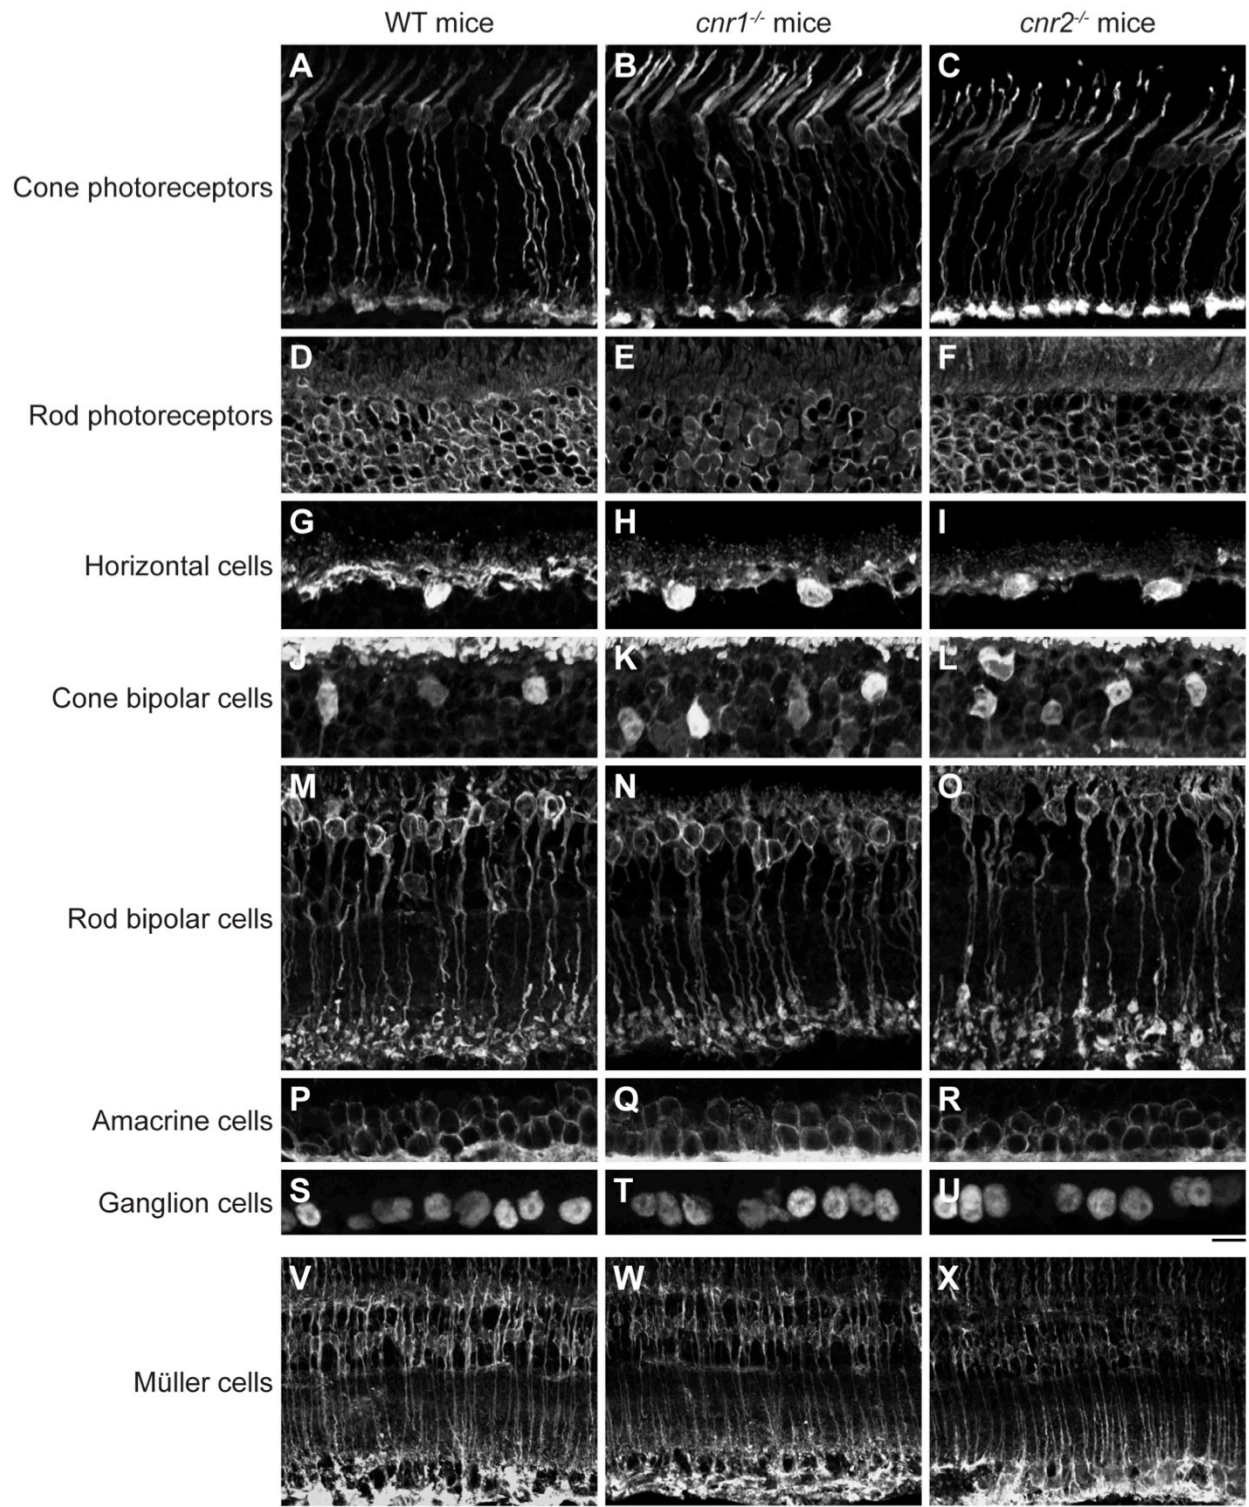 WT mice cnr1-/- mice cnr2-/- mice
A B C
Cone photoreceptors
D E F
Rod photoreceptors
G H I
Horizontal cells
J K L
Cone bipolar cells
M N O
Rod bipolar cells
P Q R
Amacrine cells
S T U
Ganglion cells
V W X
Müller cells